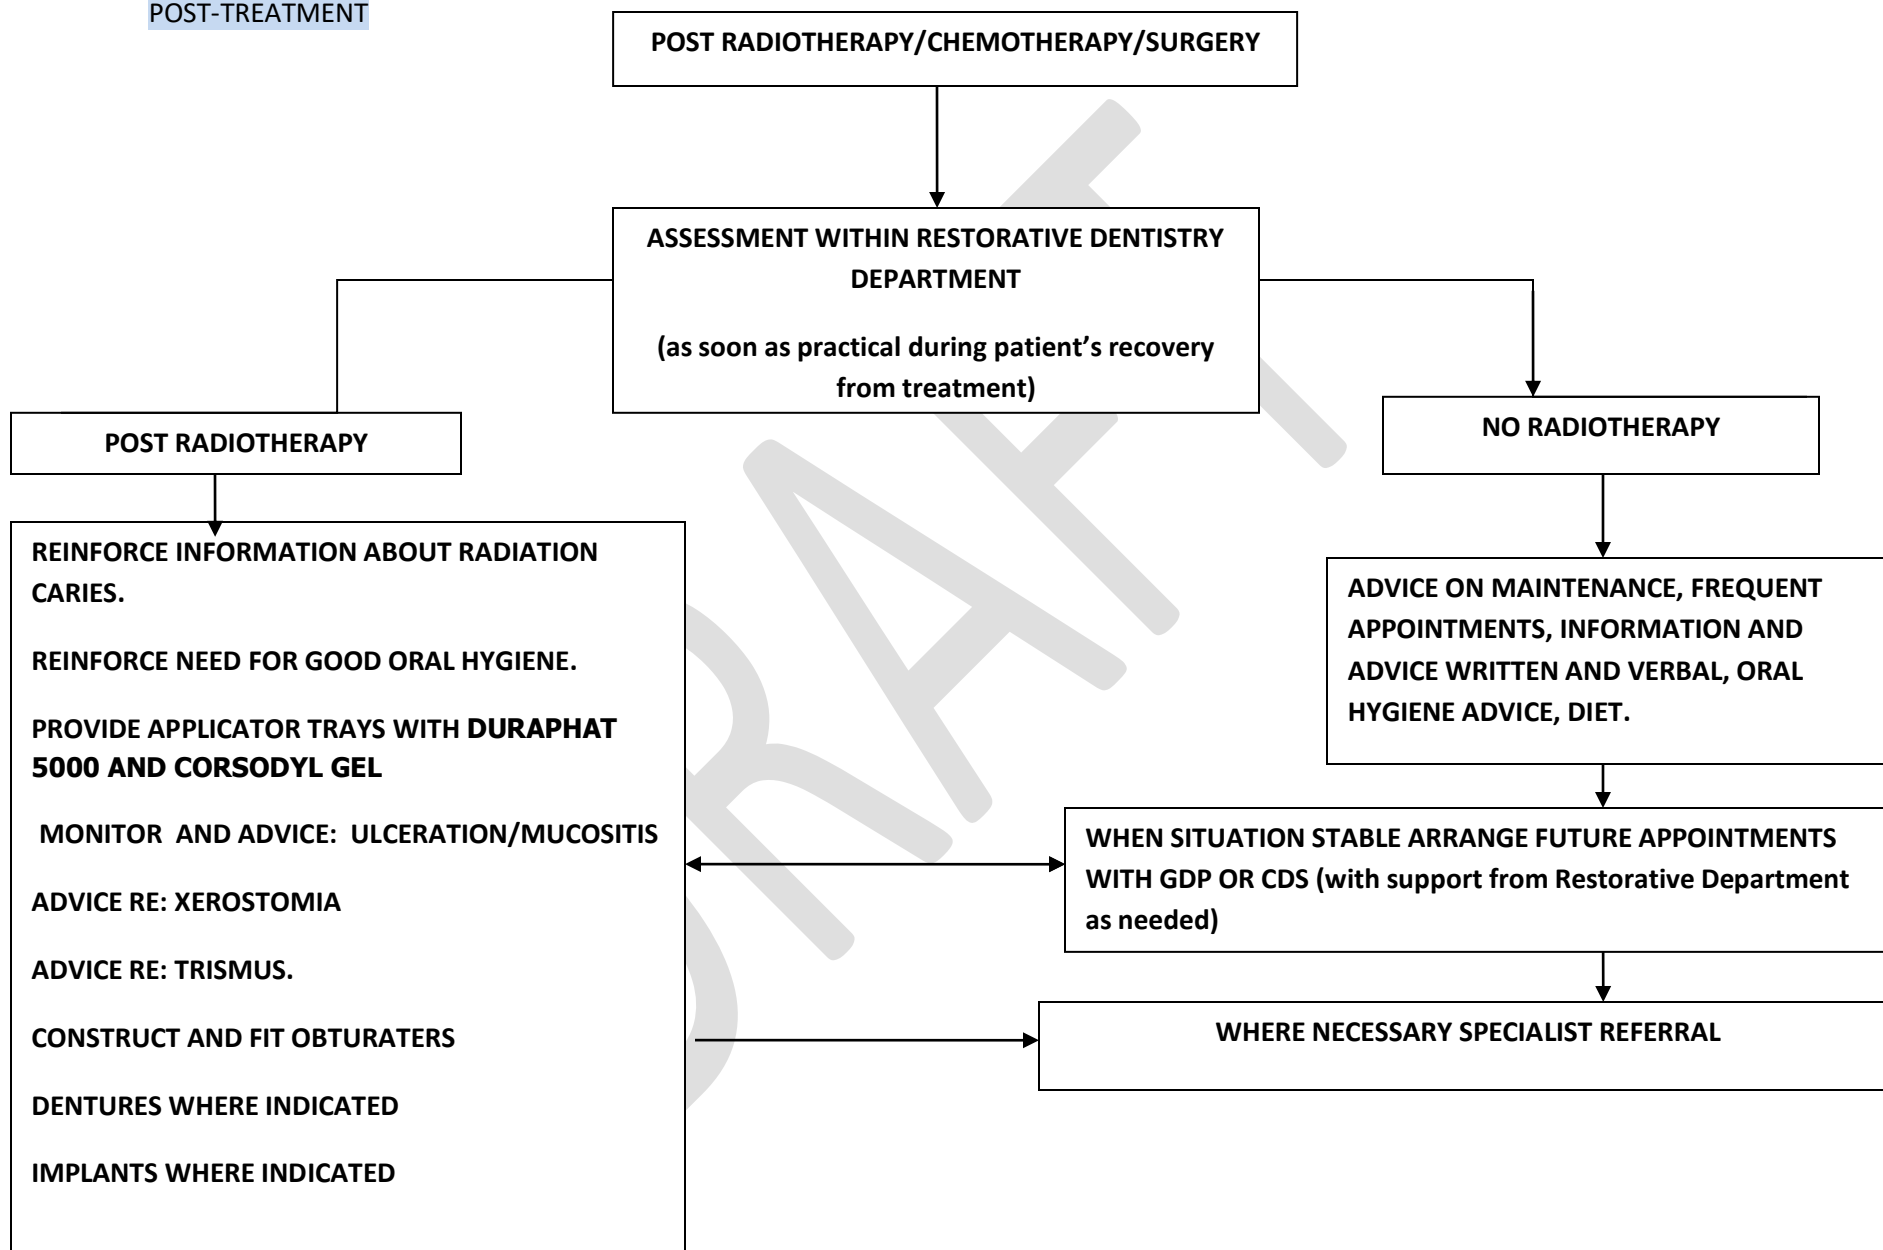 POST-TREATMENT
POST RADIOTHERAPY/CHEMOTHERAPY/SURGERY
ASSESSMENT WITHIN RESTORATIVE DENTISTRY
DEPARTMENT
(as soon as practical during patient’s recovery
from treatment)
POST RADIOTHERAPY
NO RADIOTHERAPY
REINFORCE INFORMATION ABOUT RADIATION
CARIES.
REINFORCE NEED FOR GOOD ORAL HYGIENE.
PROVIDE APPLICATOR TRAYS WITH DURAPHAT
5000 AND CORSODYL GEL
MONITOR AND ADVICE: ULCERATION/MUCOSITIS
ADVICE RE: XEROSTOMIA
ADVICE RE: TRISMUS.
CONSTRUCT AND FIT OBTURATERS
DENTURES WHERE INDICATED
IMPLANTS WHERE INDICATED
ADVICE ON MAINTENANCE, FREQUENT
APPOINTMENTS, INFORMATION AND
ADVICE WRITTEN AND VERBAL, ORAL
HYGIENE ADVICE, DIET.
WHEN SITUATION STABLE ARRANGE FUTURE APPOINTMENTS
WITH GDP OR CDS (with support from Restorative Department
as needed)
WHERE NECESSARY SPECIALIST REFERRAL
DRAFT